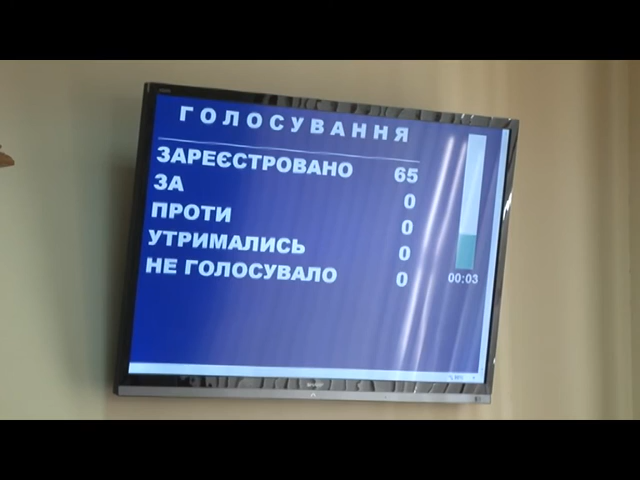 ГОЛОСУВАННЯ
ЗАРЕЄСТРОВАНО 65
ЗА 0
ПРОТИ 0
УТРИМАЛИСЬ 0
НЕ ГОЛОСУВАЛО 0
00:03